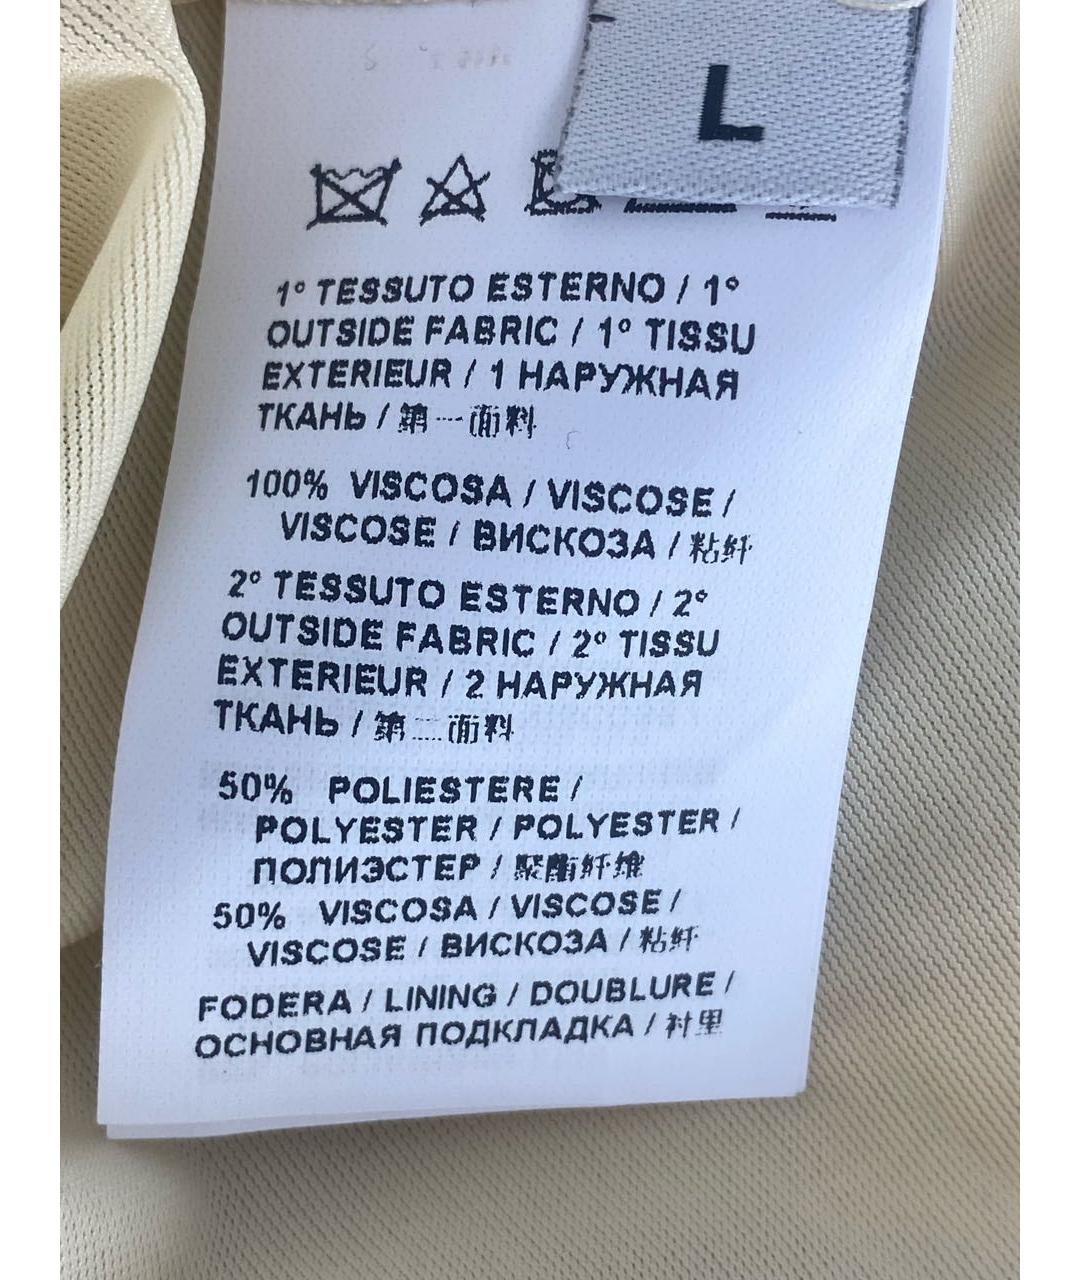 L
1° TESSUTO ESTERNO / 1°
OUTSIDE FABRIC / 1° TISSU
EXTERIEUR / 1 НАРУЖНАЯ
ТКАНЬ / 第一面料
100% VISCOSA / VISCOSE /
VISCOSE / ВИСКОЗА / 粘纤
2° TESSUTO ESTERNO / 2°
OUTSIDE FABRIC / 2° TISSU
EXTERIEUR / 2 НАРУЖНАЯ
ТКАНЬ / 第二面料
50% POLIESTERE /
POLYESTER / POLYESTER /
ПОЛИЭСТЕР / 聚酯纤维
50% VISCOSA / VISCOSE /
VISCOSE / ВИСКОЗА / 粘纤
FODERA / LINING / DOUBLURE /
ОСНОВНАЯ ПОДКЛАДКА / 衬里